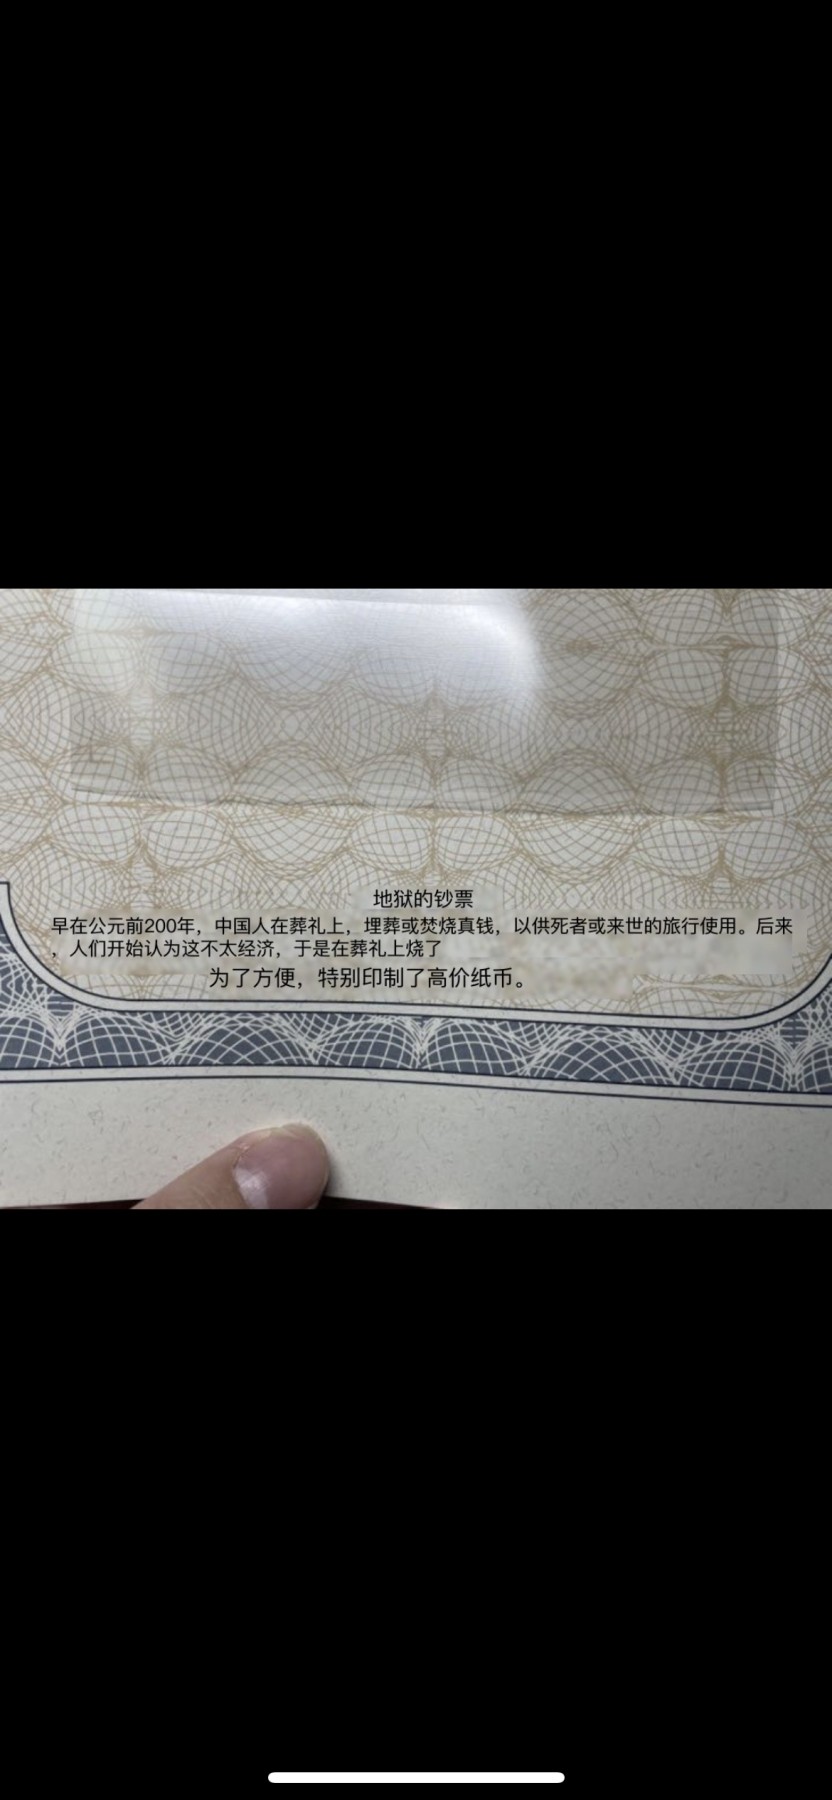 地狱的钞票
早在公元前200年，中国人在葬礼上，埋葬或焚烧真钱，以供死者或来世的旅行使用。后来
，人们开始认为这不太经济，于是在葬礼上烧了
为了方便，特别印制了高价纸币。